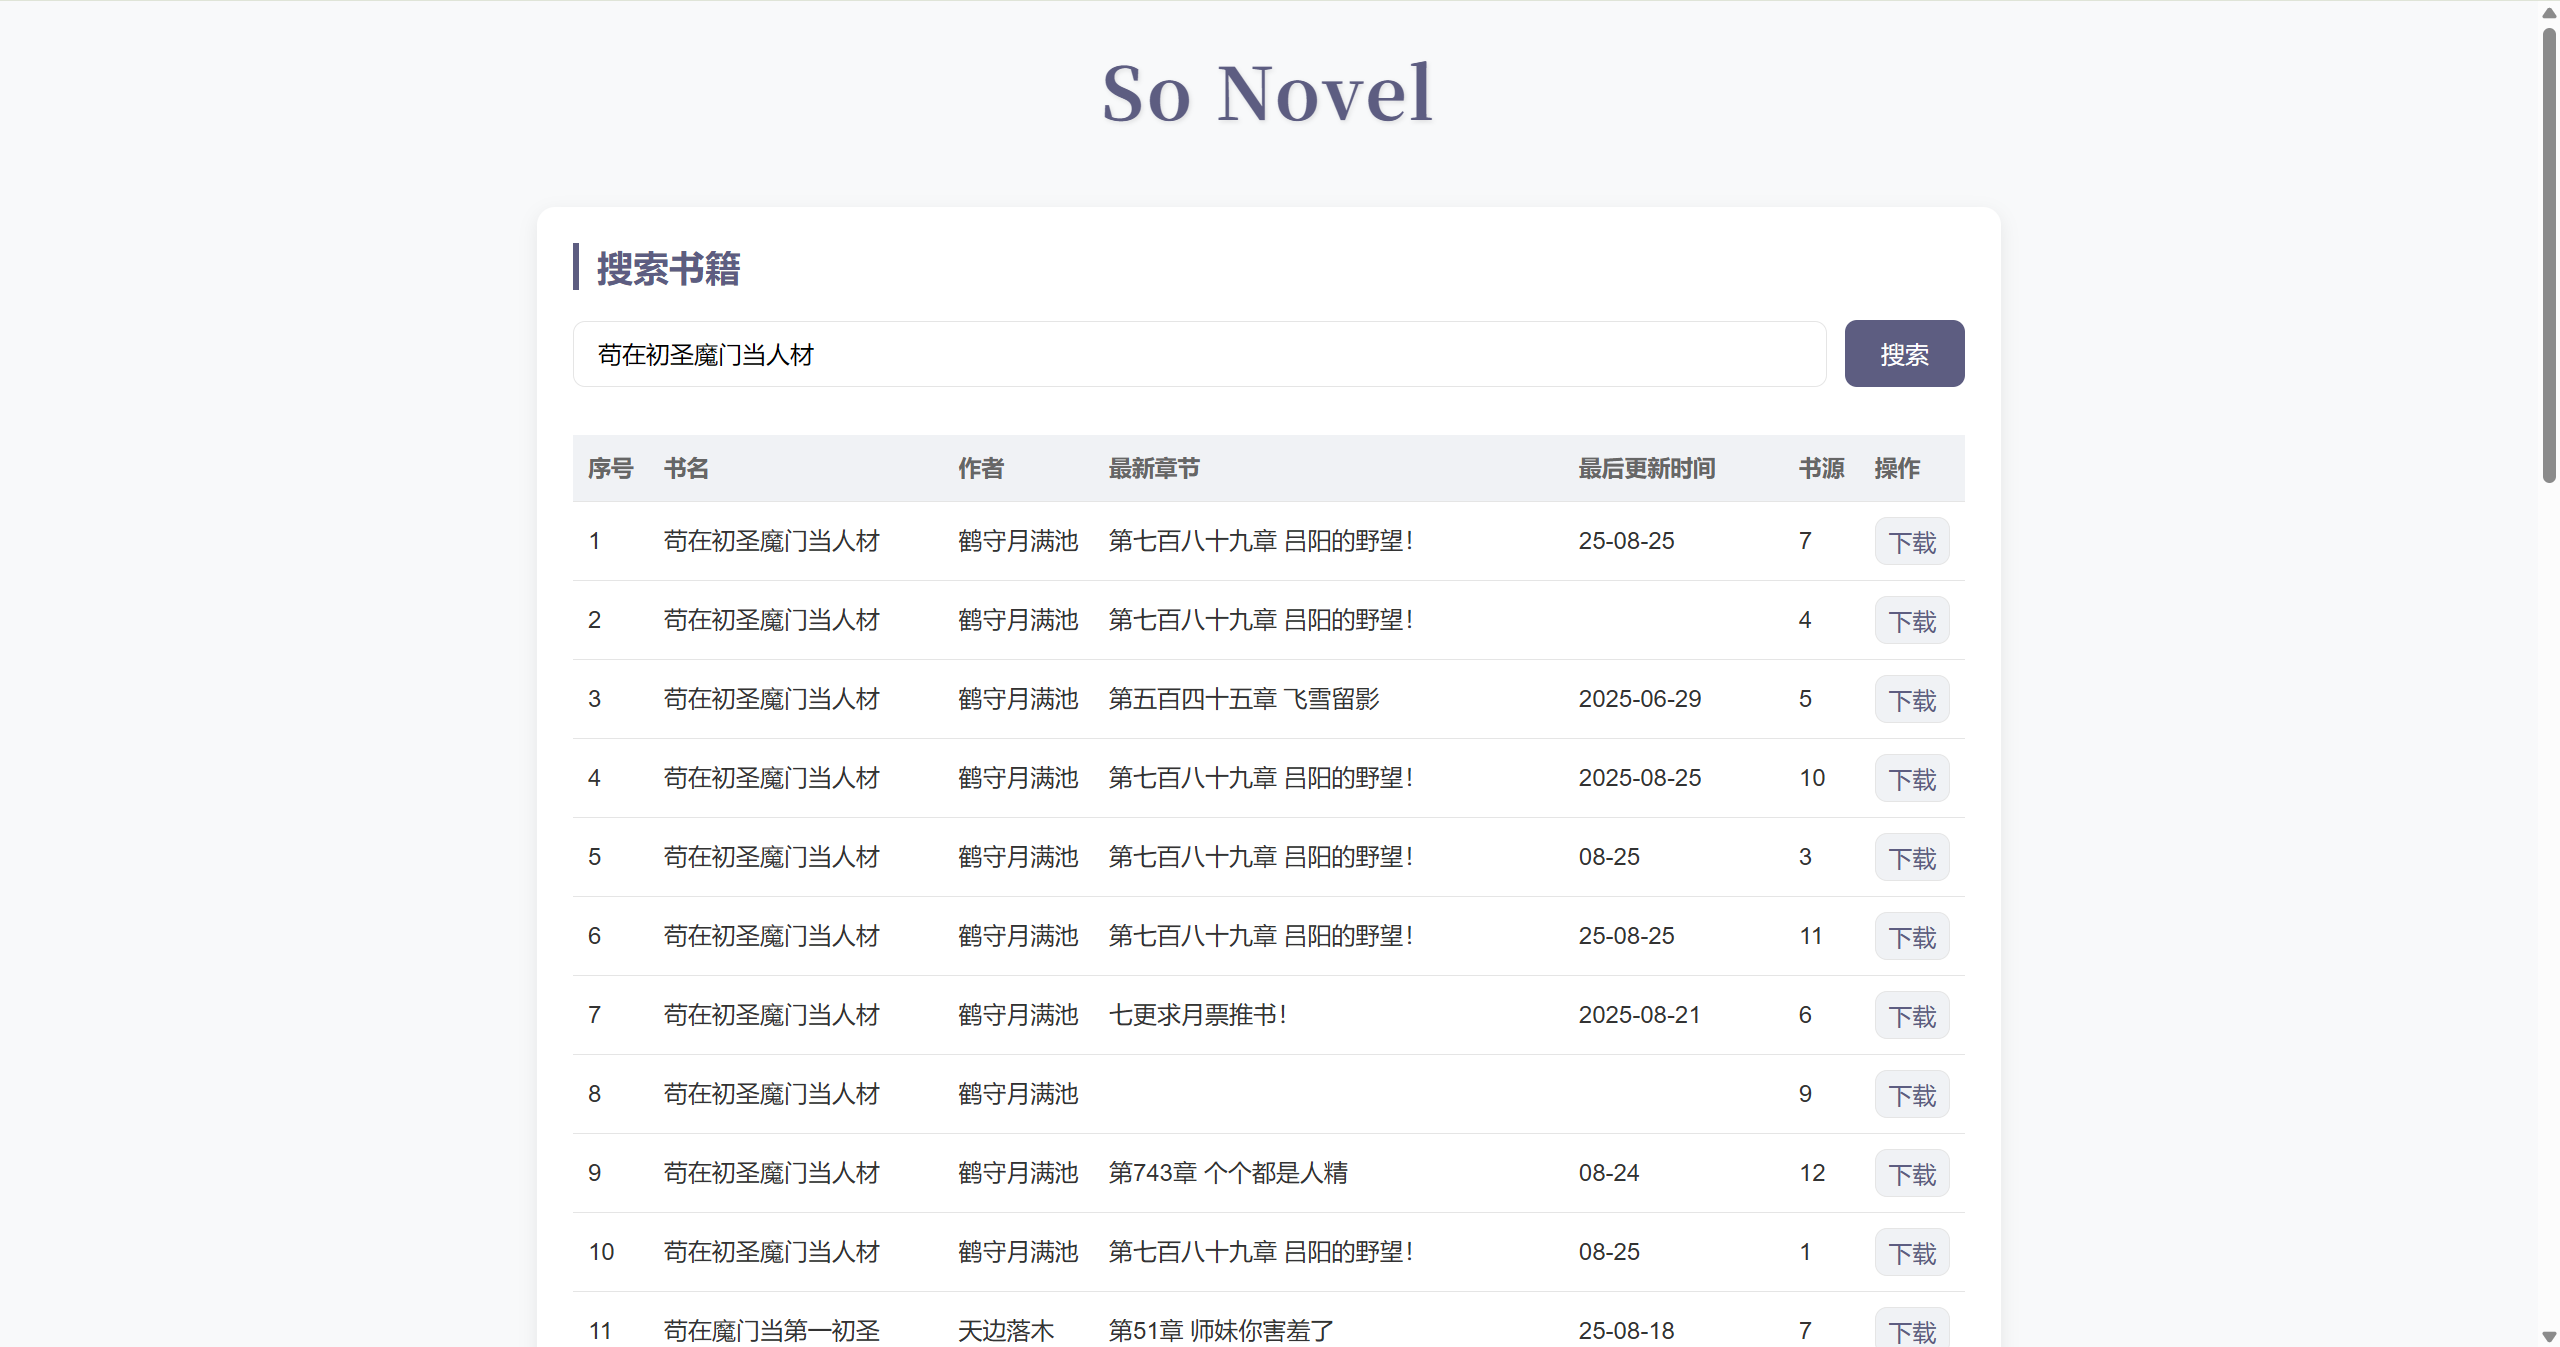 So Novel
搜索书籍
苟在初圣魔门当人材 搜索
序号 书名 作者 最新章节 最后更新时间 书源 操作
1 苟在初圣魔门当人材 鹤守月满池 第七百八十九章 吕阳的野望！ 25-08-25 7 下载
2 苟在初圣魔门当人材 鹤守月满池 第七百八十九章 吕阳的野望！ 4 下载
3 苟在初圣魔门当人材 鹤守月满池 第五百四十五章 飞雪留影 2025-06-29 5 下载
4 苟在初圣魔门当人材 鹤守月满池 第七百八十九章 吕阳的野望！ 2025-08-25 10 下载
5 苟在初圣魔门当人材 鹤守月满池 第七百八十九章 吕阳的野望！ 08-25 3 下载
6 苟在初圣魔门当人材 鹤守月满池 第七百八十九章 吕阳的野望！ 25-08-25 11 下载
7 苟在初圣魔门当人材 鹤守月满池 七更求月票推书！ 2025-08-21 6 下载
8 苟在初圣魔门当人材 鹤守月满池 9 下载
9 苟在初圣魔门当人材 鹤守月满池 第743章 个个都是人精 08-24 12 下载
10 苟在初圣魔门当人材 鹤守月满池 第七百八十九章 吕阳的野望！ 08-25 1 下载
11 苟在魔门当第一初圣 天边落木 第51章 师妹你害羞了 25-08-18 7 下载